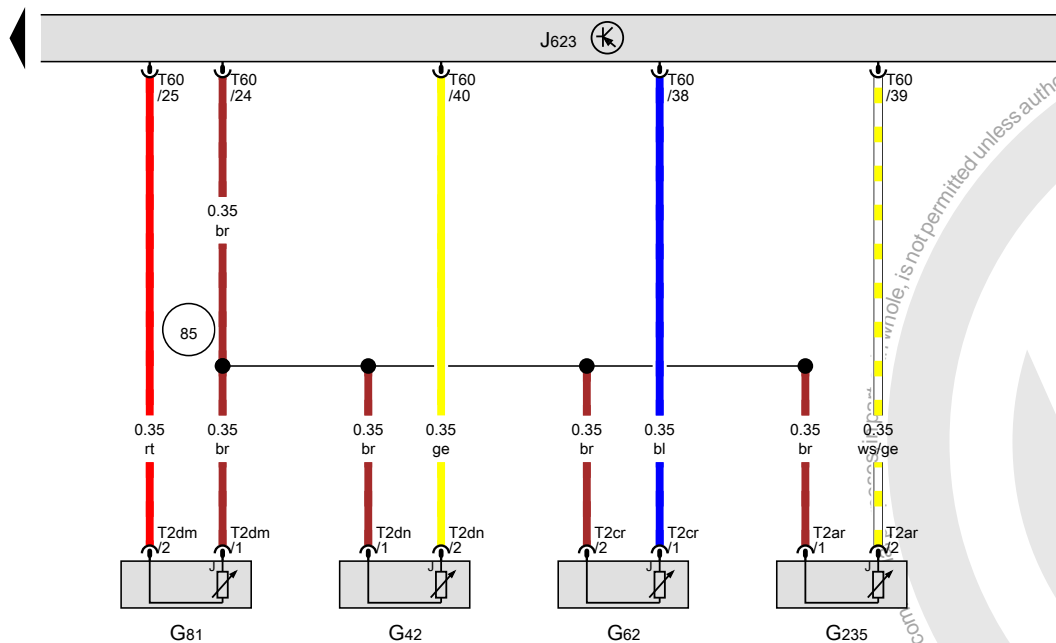 J623
T60
/25
T60
/24
T60
/40
T60
/38
T60
/39
0.35
br
85
0.35
rt
0.35
br
0.35
br
0.35
ge
0.35
br
0.35
bl
0.35
br
0.35
ws/ge
T2dm
/2
T2dm
/1
T2dn
/1
T2dn
/2
T2cr
/2
T2cr
/1
T2ar
/1
T2ar
/2
J
J
J
J
G81
G42
G62
G235
whole, is not permitted unless autho
com